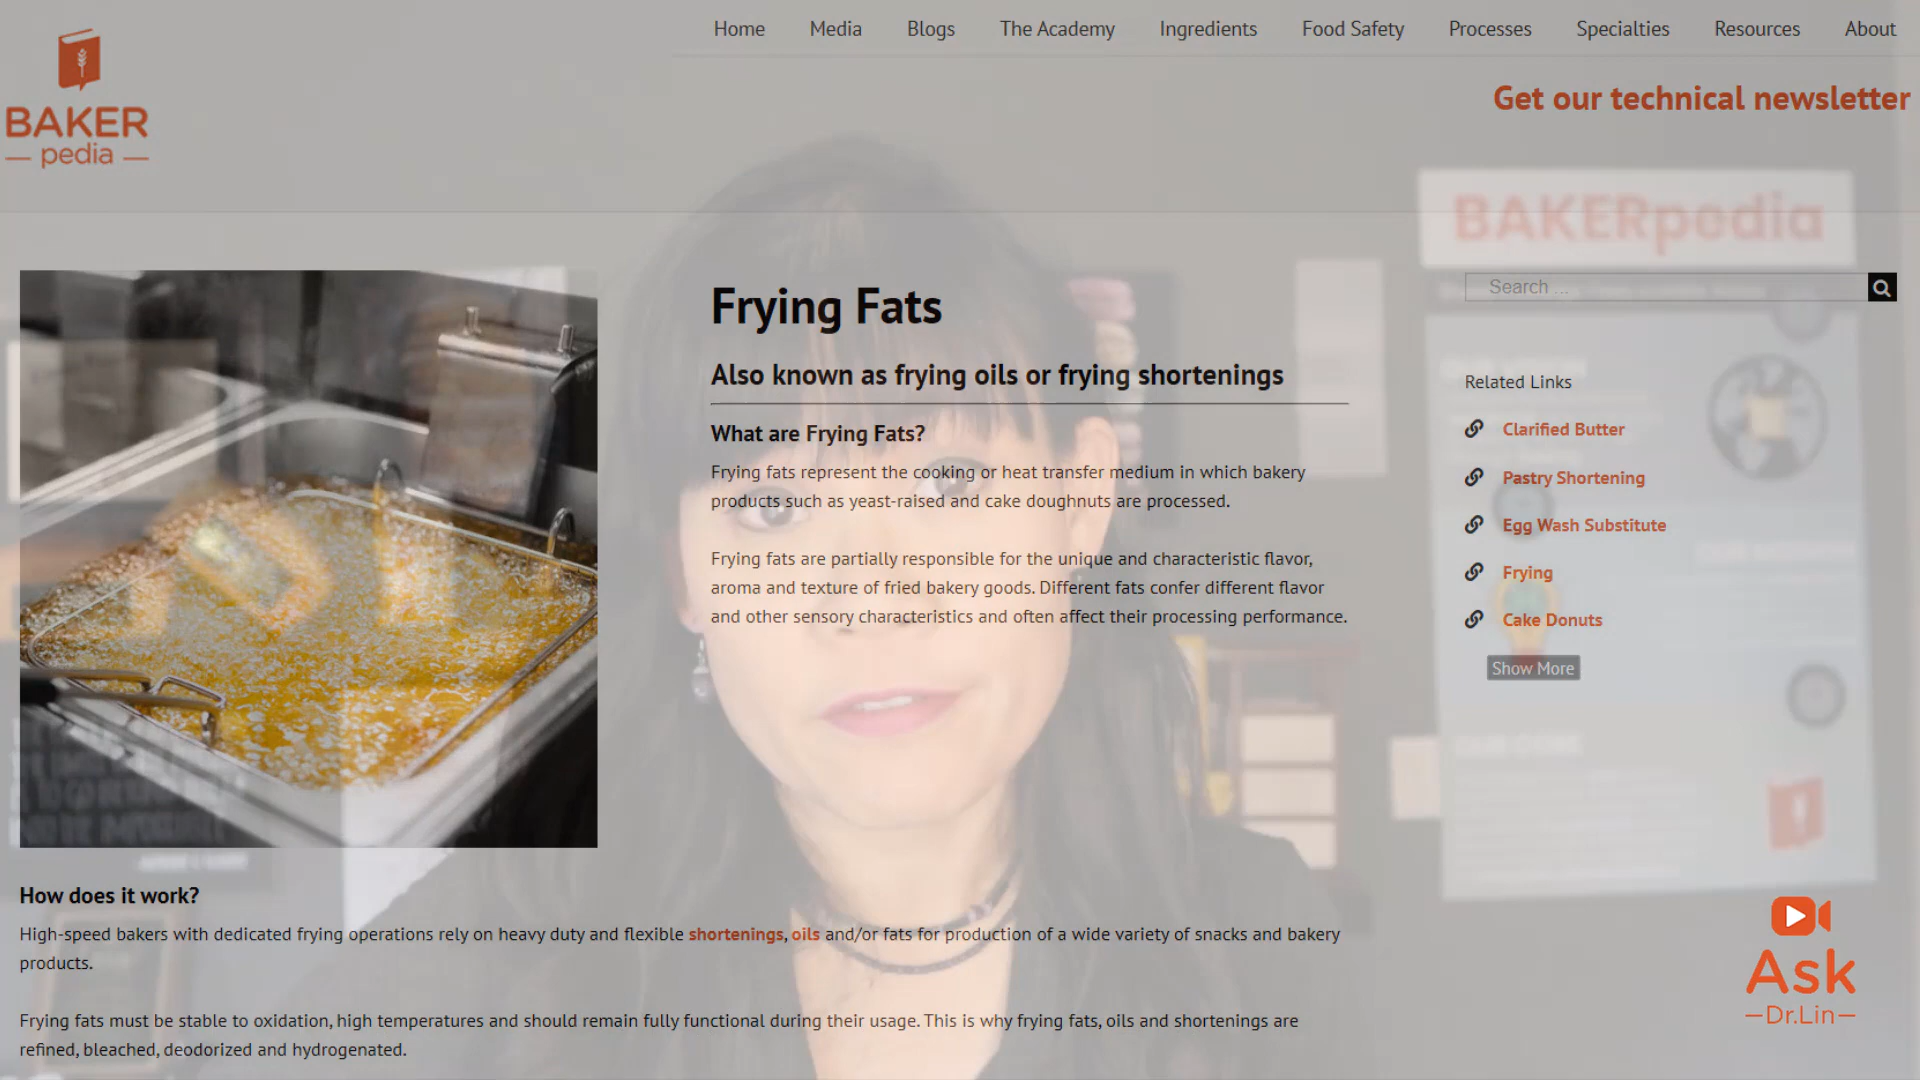 Home Media Blogs The Academy Ingredients Food Safety Processes Specialties Resources About
BAKER
pedia
Get our technical newsletter
BAKERpedia
Search ...
Frying Fats
Also known as frying oils or frying shortenings
What are Frying Fats?
Frying fats represent the cooking or heat transfer medium in which bakery
products such as yeast-raised and cake doughnuts are processed.
Frying fats are partially responsible for the unique and characteristic flavor,
aroma and texture of fried bakery goods. Different fats confer different flavor
and other sensory characteristics and often affect their processing performance.
Related Links
Clarified Butter
Pastry Shortening
Egg Wash Substitute
Frying
Cake Donuts
Show More
How does it work?
High-speed bakers with dedicated frying operations rely on heavy duty and flexible shortenings, oils and/or fats for production of a wide variety of snacks and bakery
products.
Frying fats must be stable to oxidation, high temperatures and should remain fully functional during their usage. This is why frying fats, oils and shortenings are
refined, bleached, deodorized and hydrogenated.
Ask
Dr.Lin